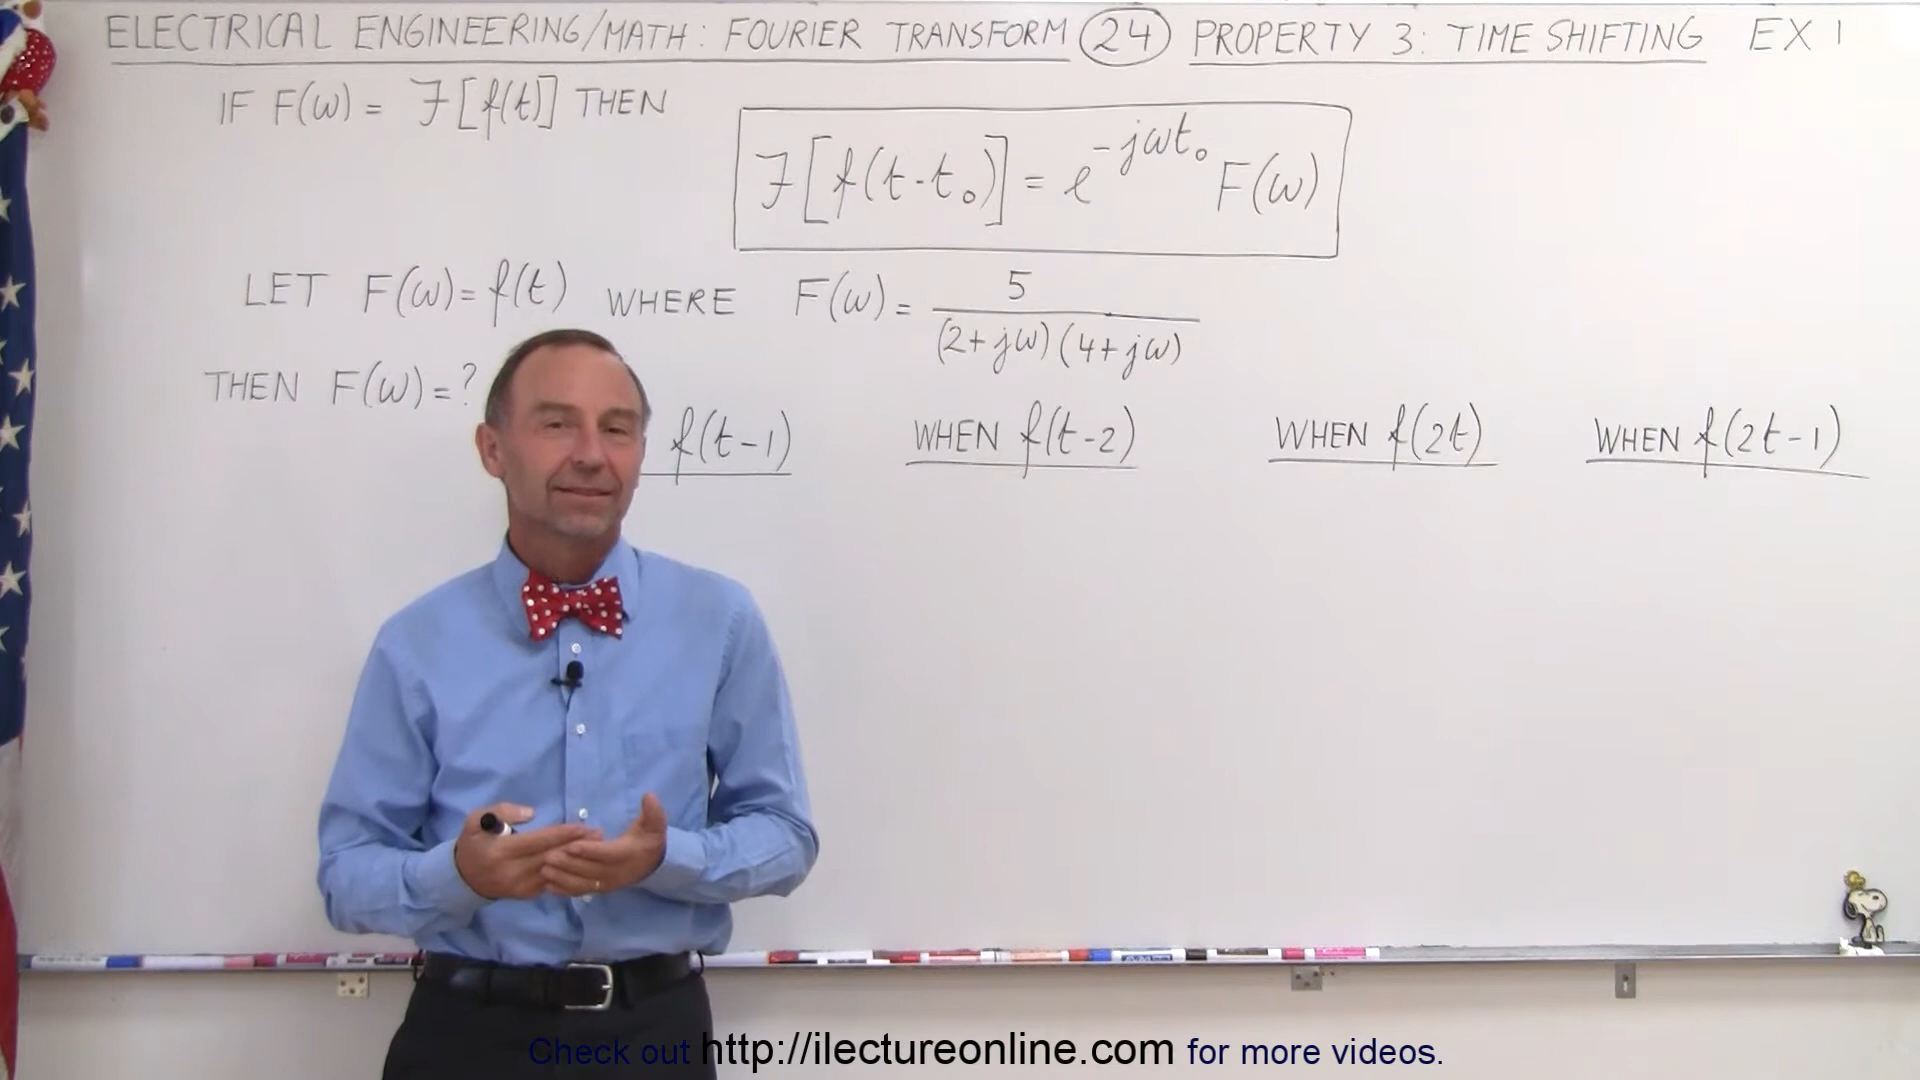 ELECTRICAL ENGINEERING/MATH: FOURIER TRANSFORM 24 PROPERTY 3: TIME SHIFTING EX 1
IF F(ω) = ℱ[f(t)] THEN
ℱ[f(t-t₀)] = e^{-jωt₀} F(ω)
LET F(ω) = f(t) WHERE F(ω) = 5 / (2+jω)(4+jω)
THEN F(ω) = ?
f(t-1) WHEN f(t-2) WHEN f(2t) WHEN f(2t-1)
Check out http://ilectureonline.com for more videos.